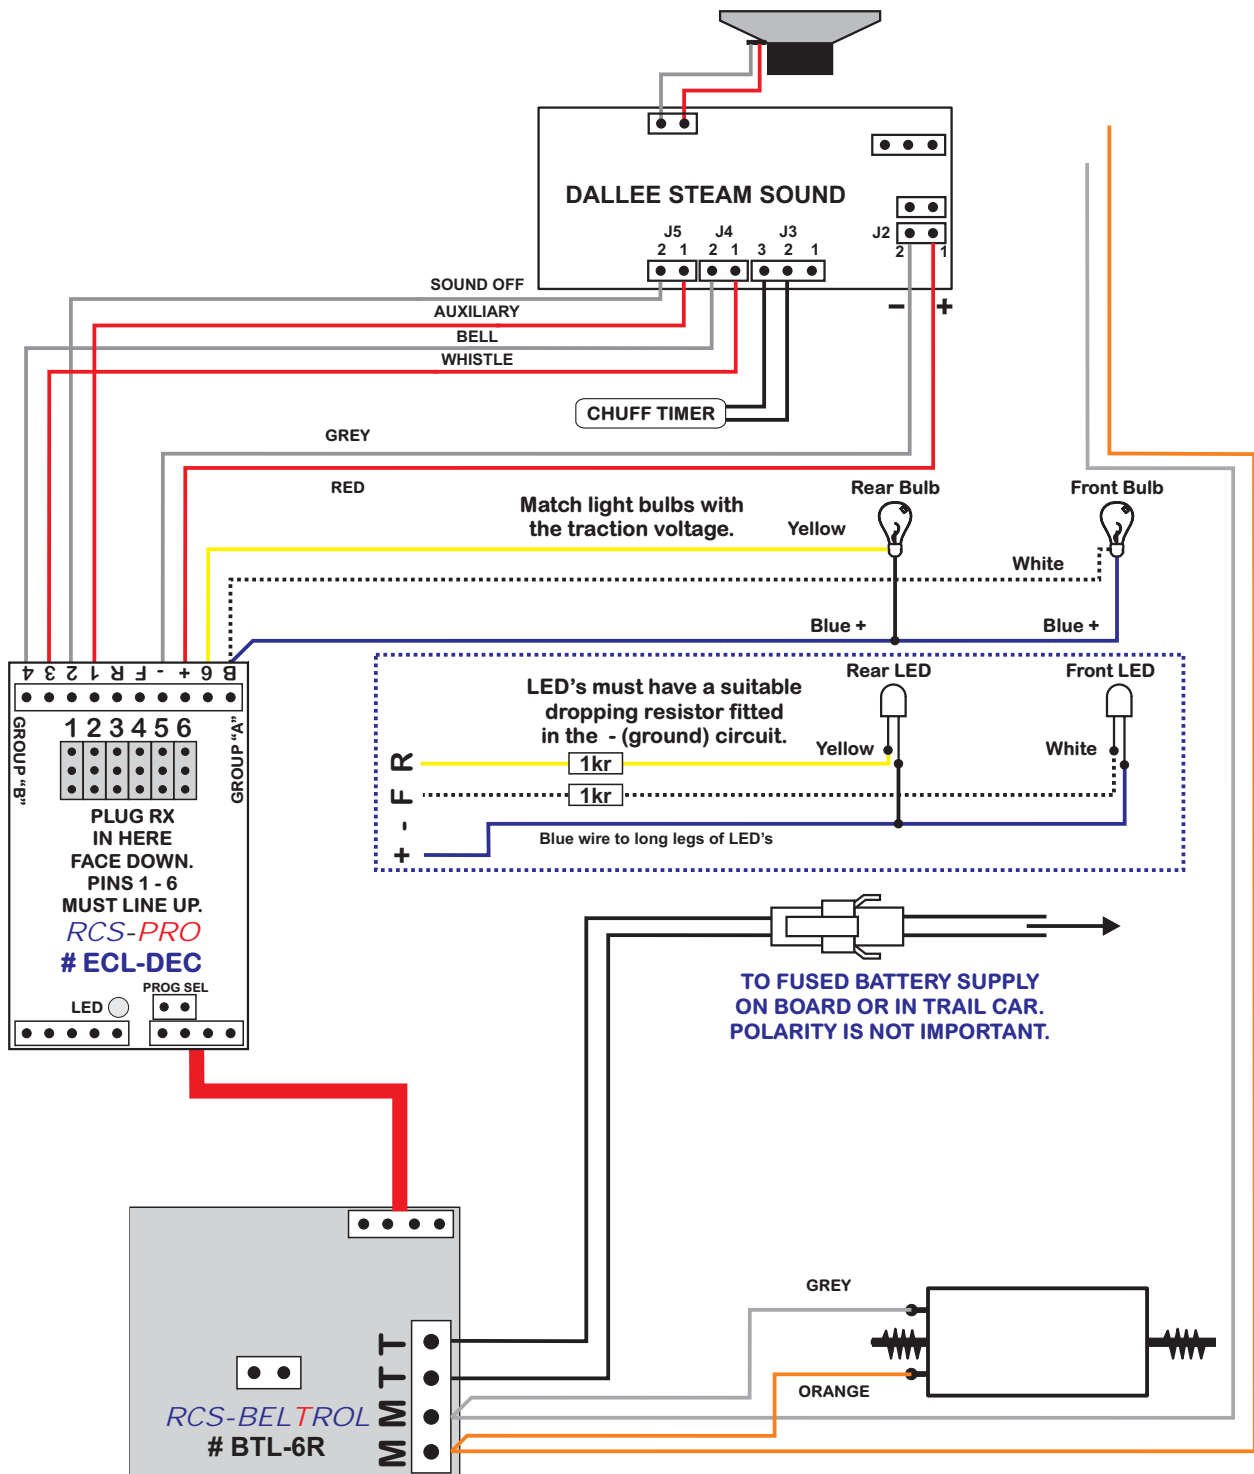 DALLEE STEAM SOUND
J5 J4 J3
2 1 2 1 3 2 1
J2
2 1
SOUND OFF
AUXILIARY
BELL
WHISTLE
− +
CHUFF TIMER
GREY
RED
Match light bulbs with
the traction voltage.
Yellow
Rear Bulb
Front Bulb
White
Blue +
Blue +
4 3 2 1 R F - + 6 B
GROUP "B"
1 2 3 4 5 6
GROUP "A"
PLUG RX
IN HERE
FACE DOWN.
PINS 1 - 6
MUST LINE UP.
RCS-PRO
# ECL-DEC
PROG SEL
LED
LED's must have a suitable
dropping resistor fitted
in the - (ground) circuit.
Rear LED
Front LED
Yellow
White
R
1kr
F
1kr
-
+
Blue wire to long legs of LED's
TO FUSED BATTERY SUPPLY
ON BOARD OR IN TRAIL CAR.
POLARITY IS NOT IMPORTANT.
GREY
ORANGE
T
T
M
M
RCS-BELTROL
# BTL-6R